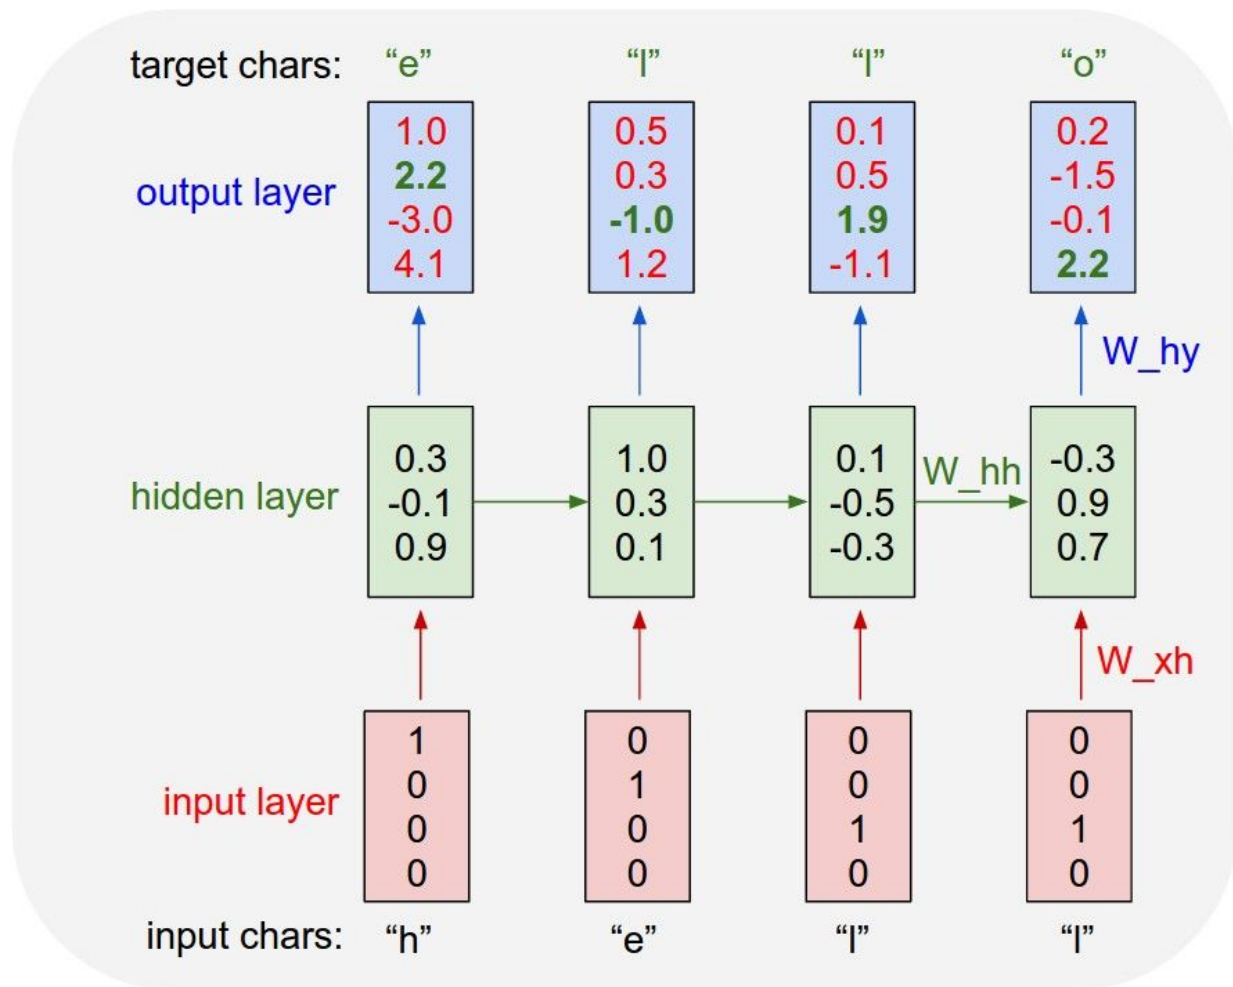 target chars: “e” “l” “l” “o”
1.0 0.5 0.1 0.2
2.2 0.3 0.5 -1.5
output layer
-3.0 -1.0 1.9 -0.1
4.1 1.2 -1.1 2.2
W_hy
0.3 1.0 0.1 -0.3
W_hh
hidden layer
-0.1 0.3 -0.5 0.9
0.9 0.1 -0.3 0.7
W_xh
1 0 0 0
0 1 0 0
input layer
0 0 1 1
0 0 0 0
input chars: “h” “e” “l” “l”